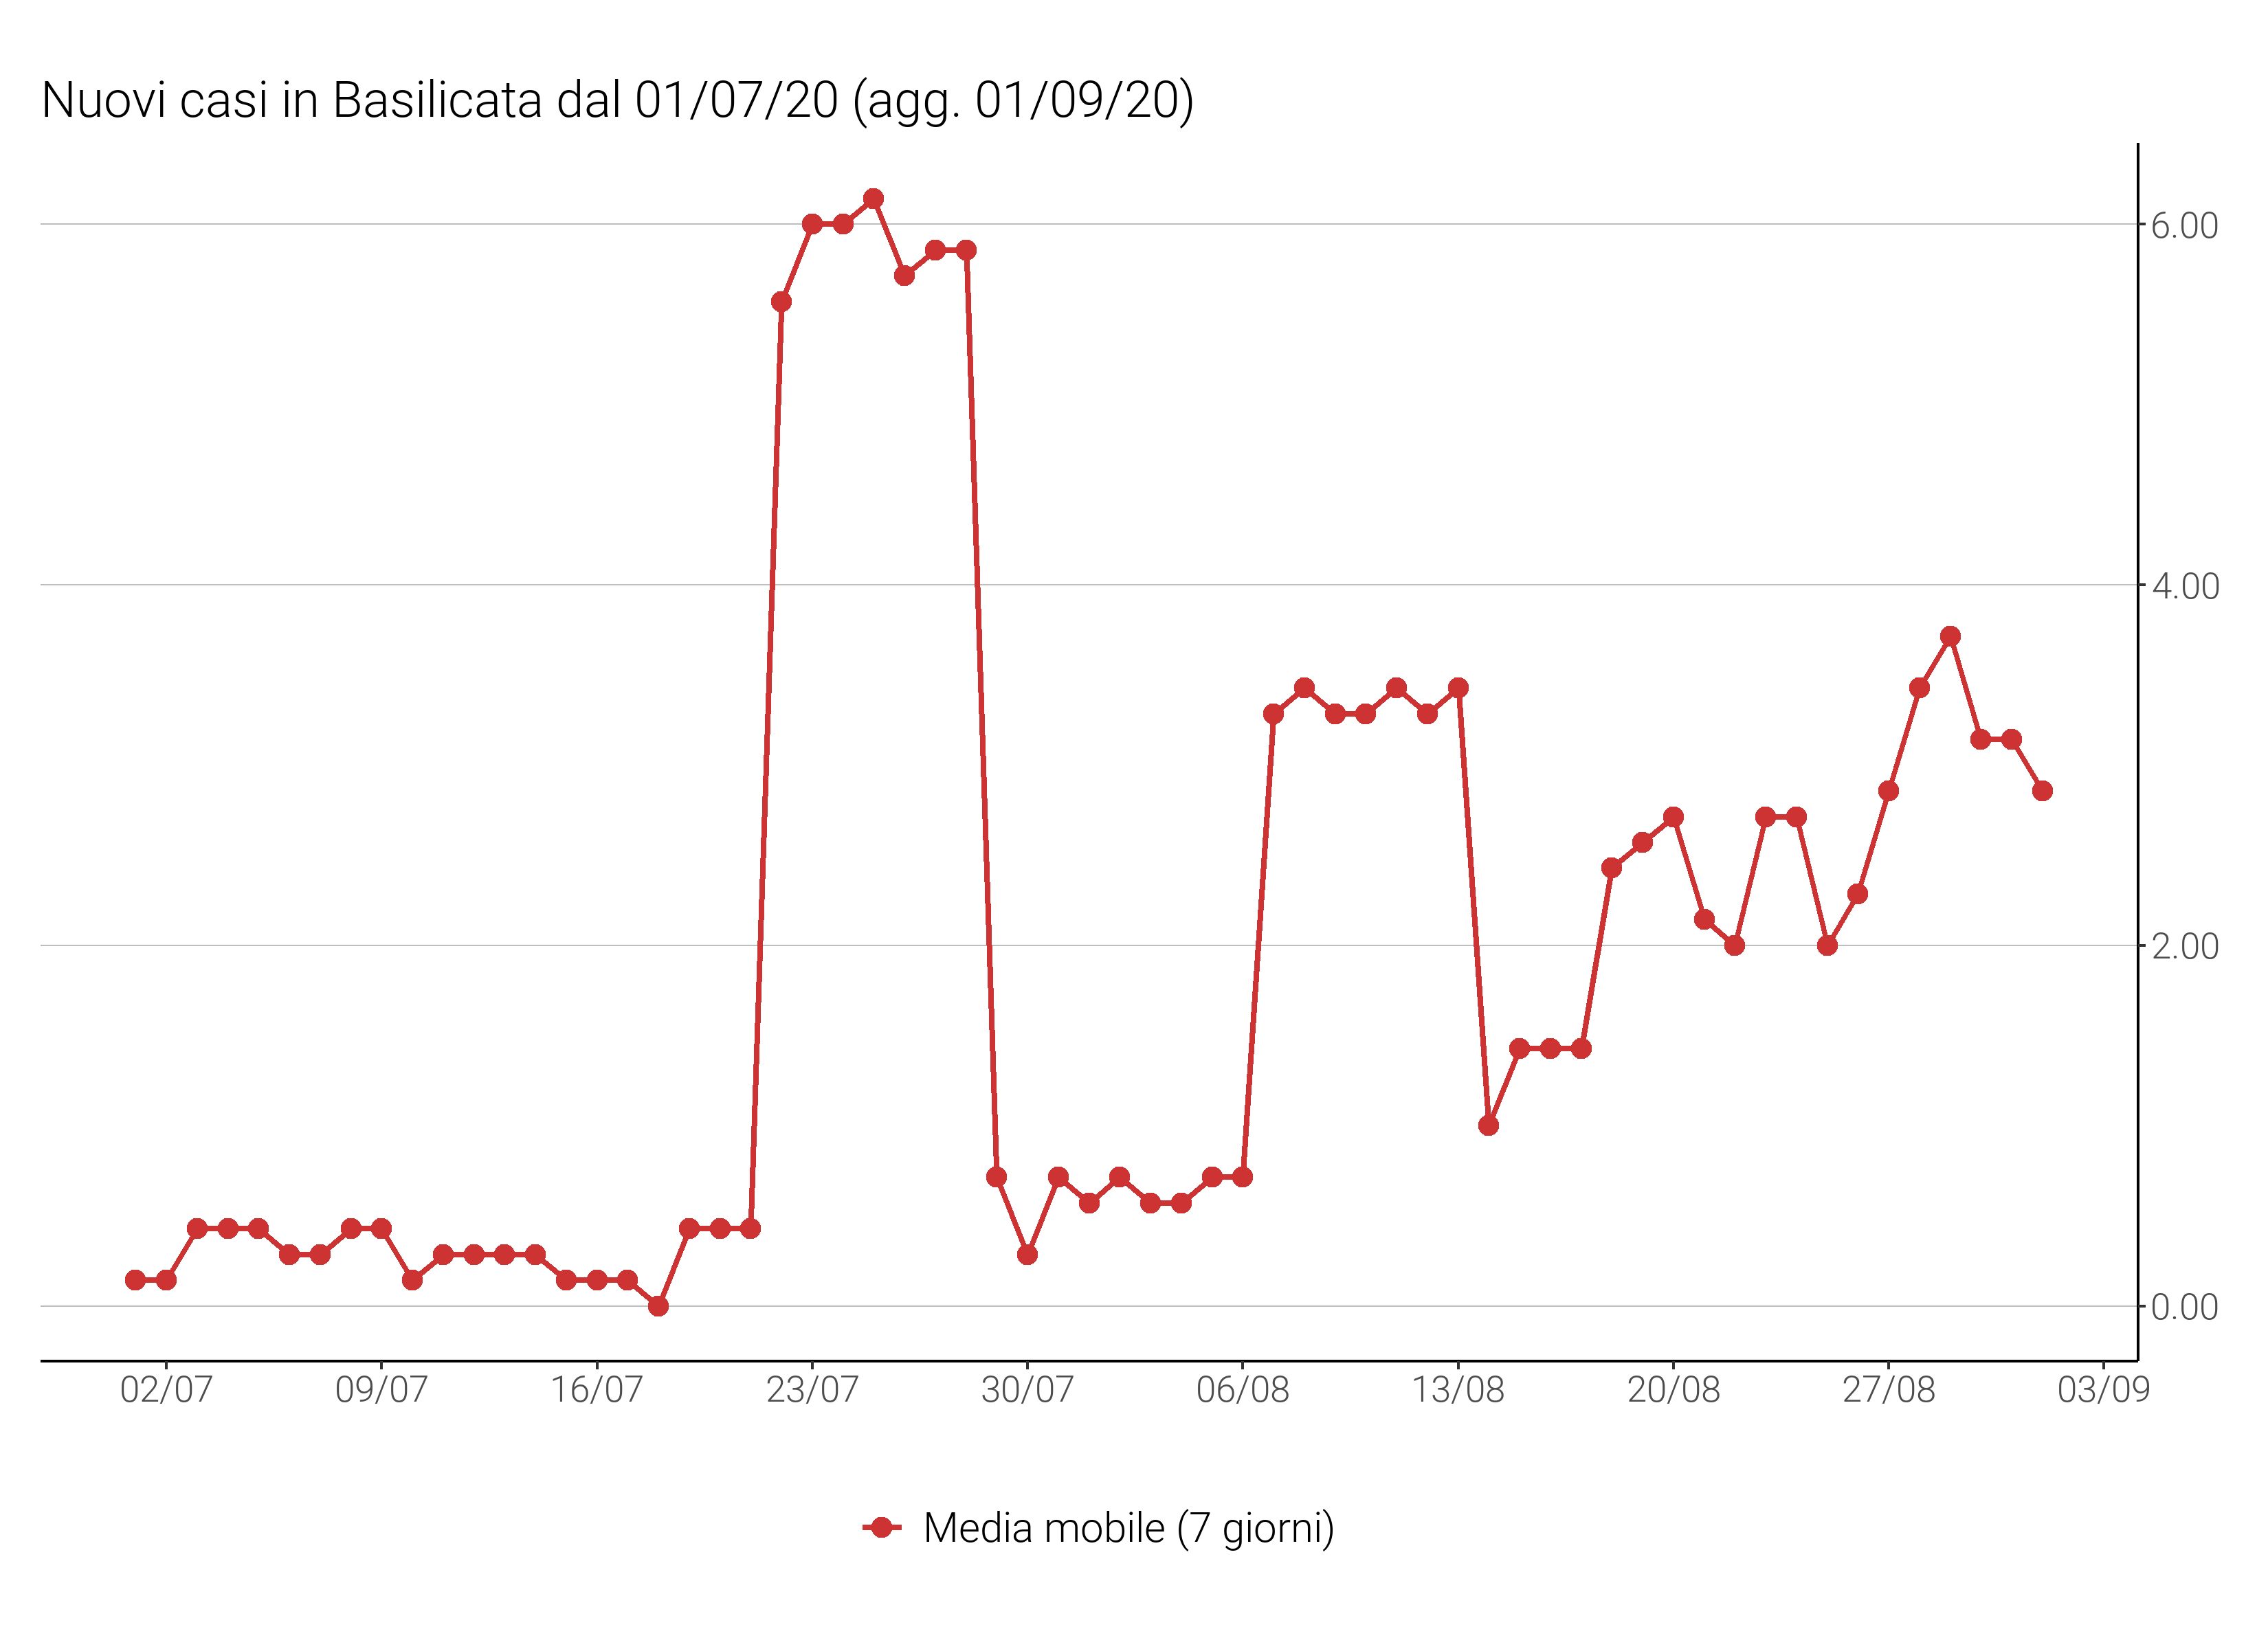 Nuovi casi in Basilicata dal 01/07/20 (agg. 01/09/20)
6.00
4.00
2.00
0.00
02/07 09/07 16/07 23/07 30/07 06/08 13/08 20/08 27/08 03/09
Media mobile (7 giorni)